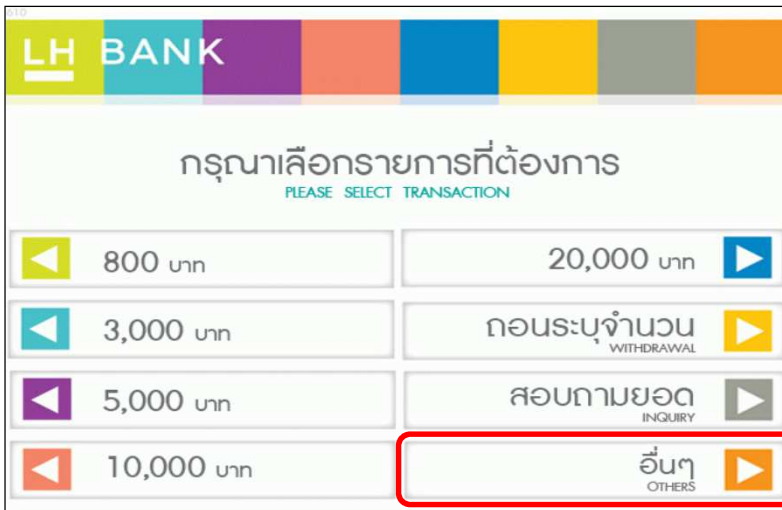 610
LH BANK
กรุณาเลือกรายการที่ต้องการ
PLEASE SELECT TRANSACTION
800 บาท
20,000 บาท
3,000 บาท
ถอนระบุจำนวน
WITHDRAWAL
5,000 บาท
สอบถามยอด
INQUIRY
10,000 บาท
อื่นๆ
OTHERS